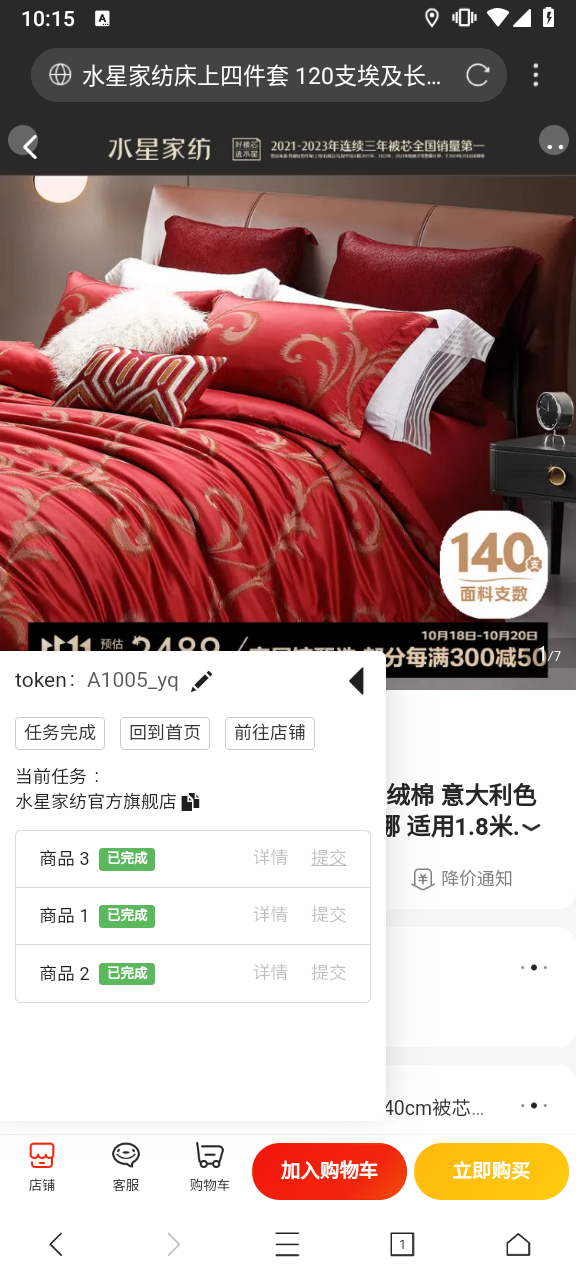 10:15
水星家纺床上四件套 120支埃及长...
水星家纺
好被芯
选水星
2021-2023年连续三年被芯全国销量第一
140支
面料支数
10月18日-10月20日
预估
部分每满300减50
1/7
token: A1005_yq
任务完成 回到首页 前往店铺
当前任务：
水星家纺官方旗舰店
绒棉 意大利色
适用1.8米.
降价通知
商品 3 已完成 详情 提交
商品 1 已完成 详情 提交
商品 2 已完成 详情 提交
40cm被芯...
店铺 客服 购物车 加入购物车 立即购买
1